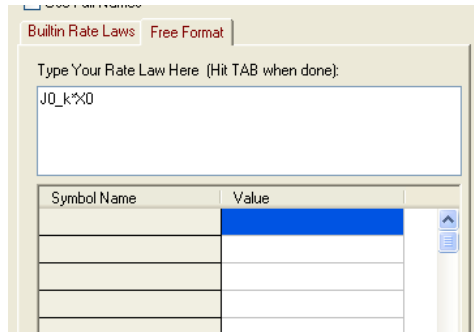 Builtin Rate Laws Free Format
Type Your Rate Law Here (Hit TAB when done):
J0_k*X0
Symbol Name Value